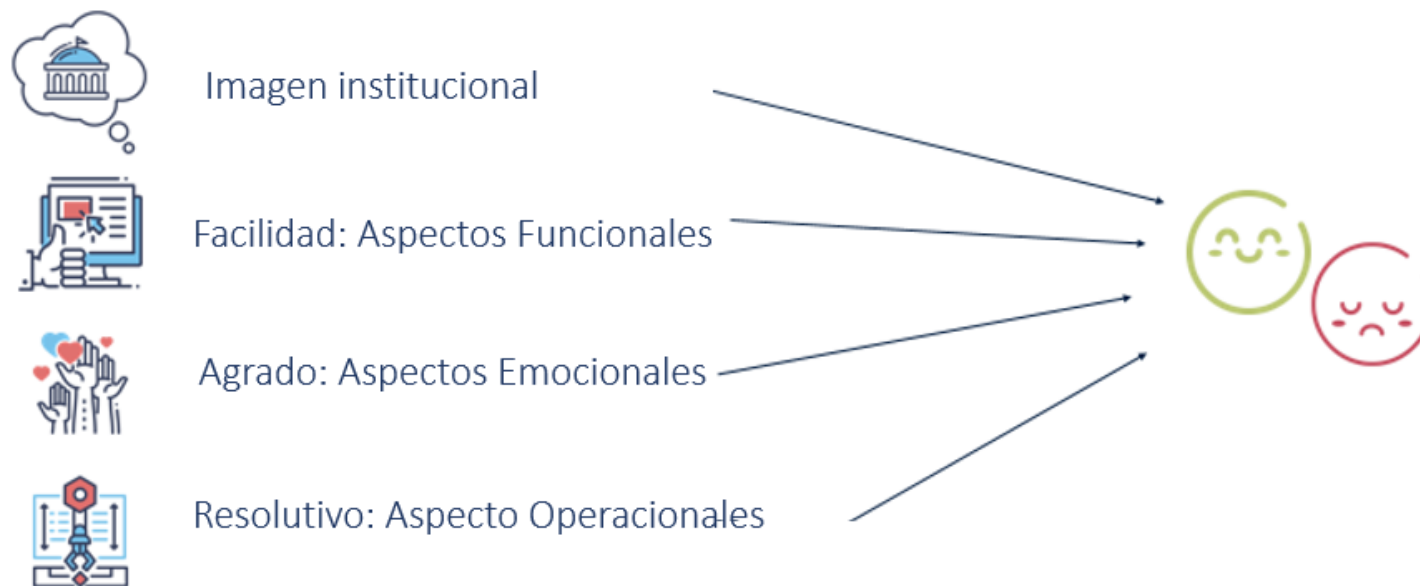 Imagen institucional
Facilidad: Aspectos Funcionales
Agrado: Aspectos Emocionales
Resolutivo: Aspecto Operacionales